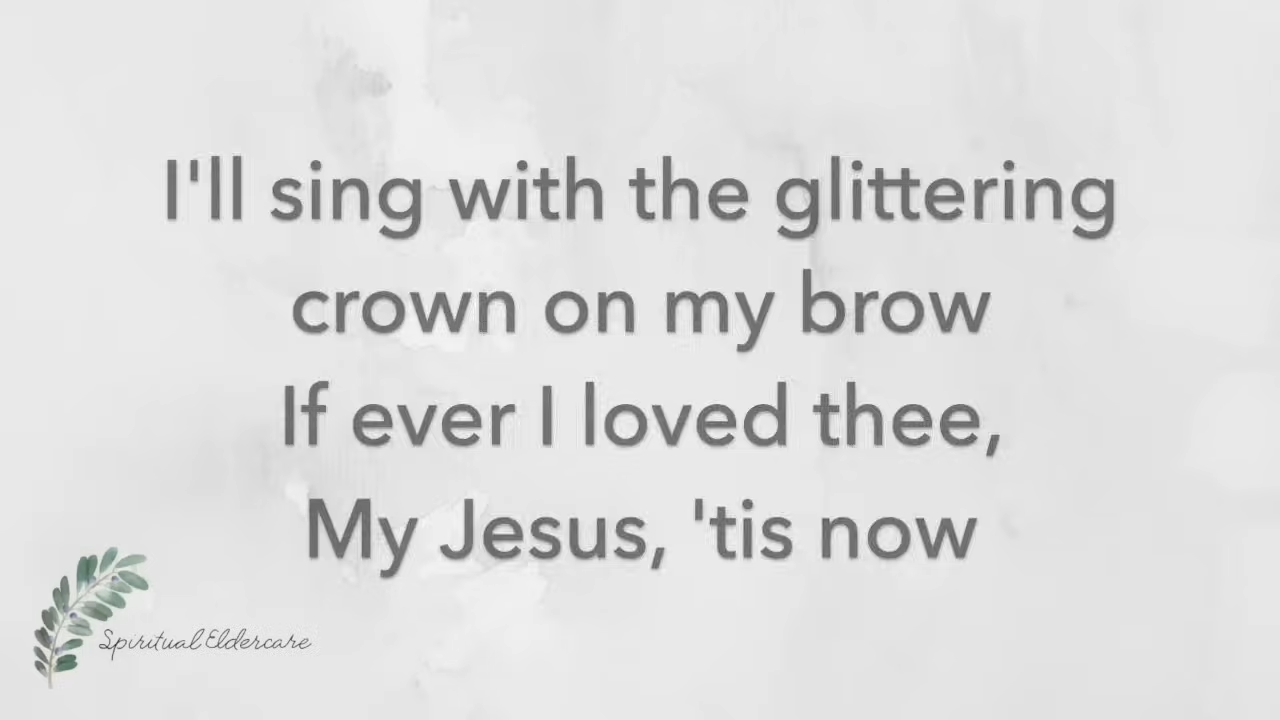 I'll sing with the glittering
crown on my brow
If ever I loved thee,
My Jesus, 'tis now
Spiritual Eldercare